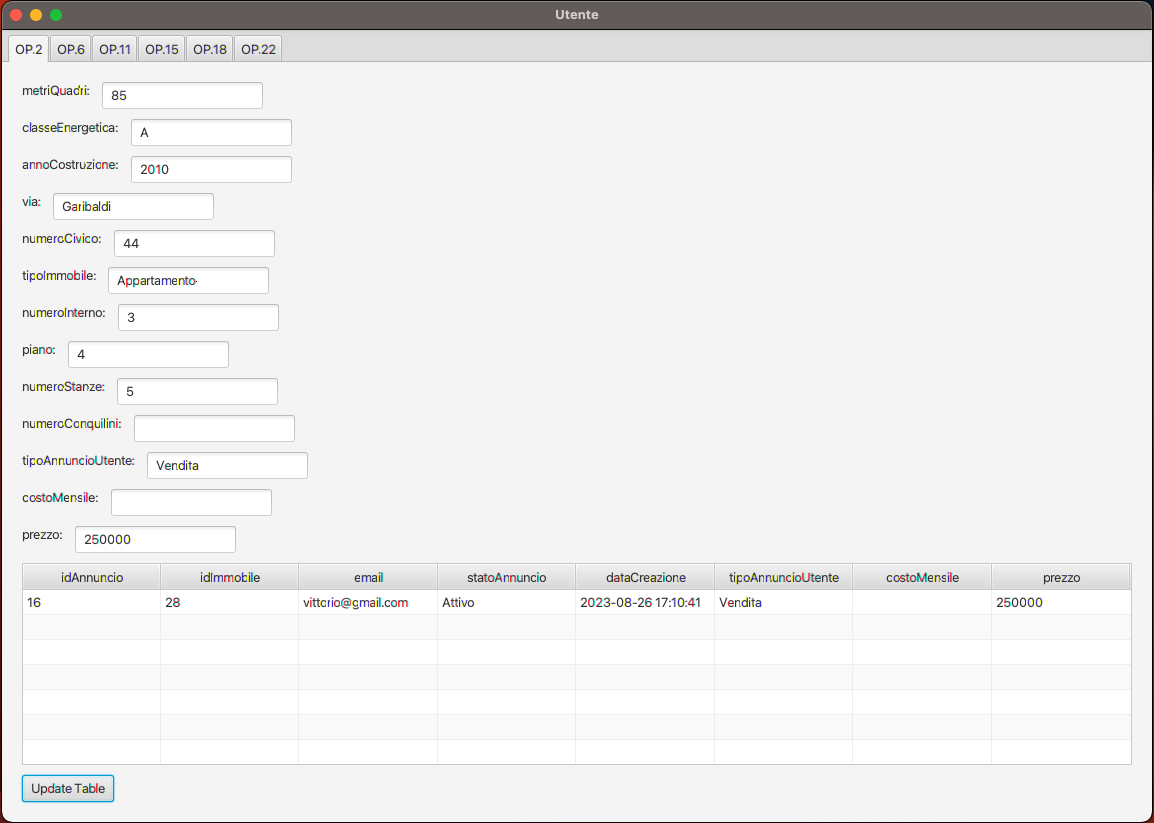 Utente
OP.2 OP.6 OP.11 OP.15 OP.18 OP.22
metriQuadri: 85
classeEnergetica: A
annoCostruzione: 2010
via: Garibaldi
numeroCivico: 44
tipoImmobile: Appartamento
numeroInterno: 3
piano: 4
numeroStanze: 5
numeroConquilini:
tipoAnnuncioUtente: Vendita
costoMensile:
prezzo: 250000
idAnnuncio idImmobile email statoAnnuncio dataCreazione tipoAnnuncioUtente costoMensile prezzo
16 28 vittorio@gmail.com Attivo 2023-08-26 17:10:41 Vendita 250000
Update Table